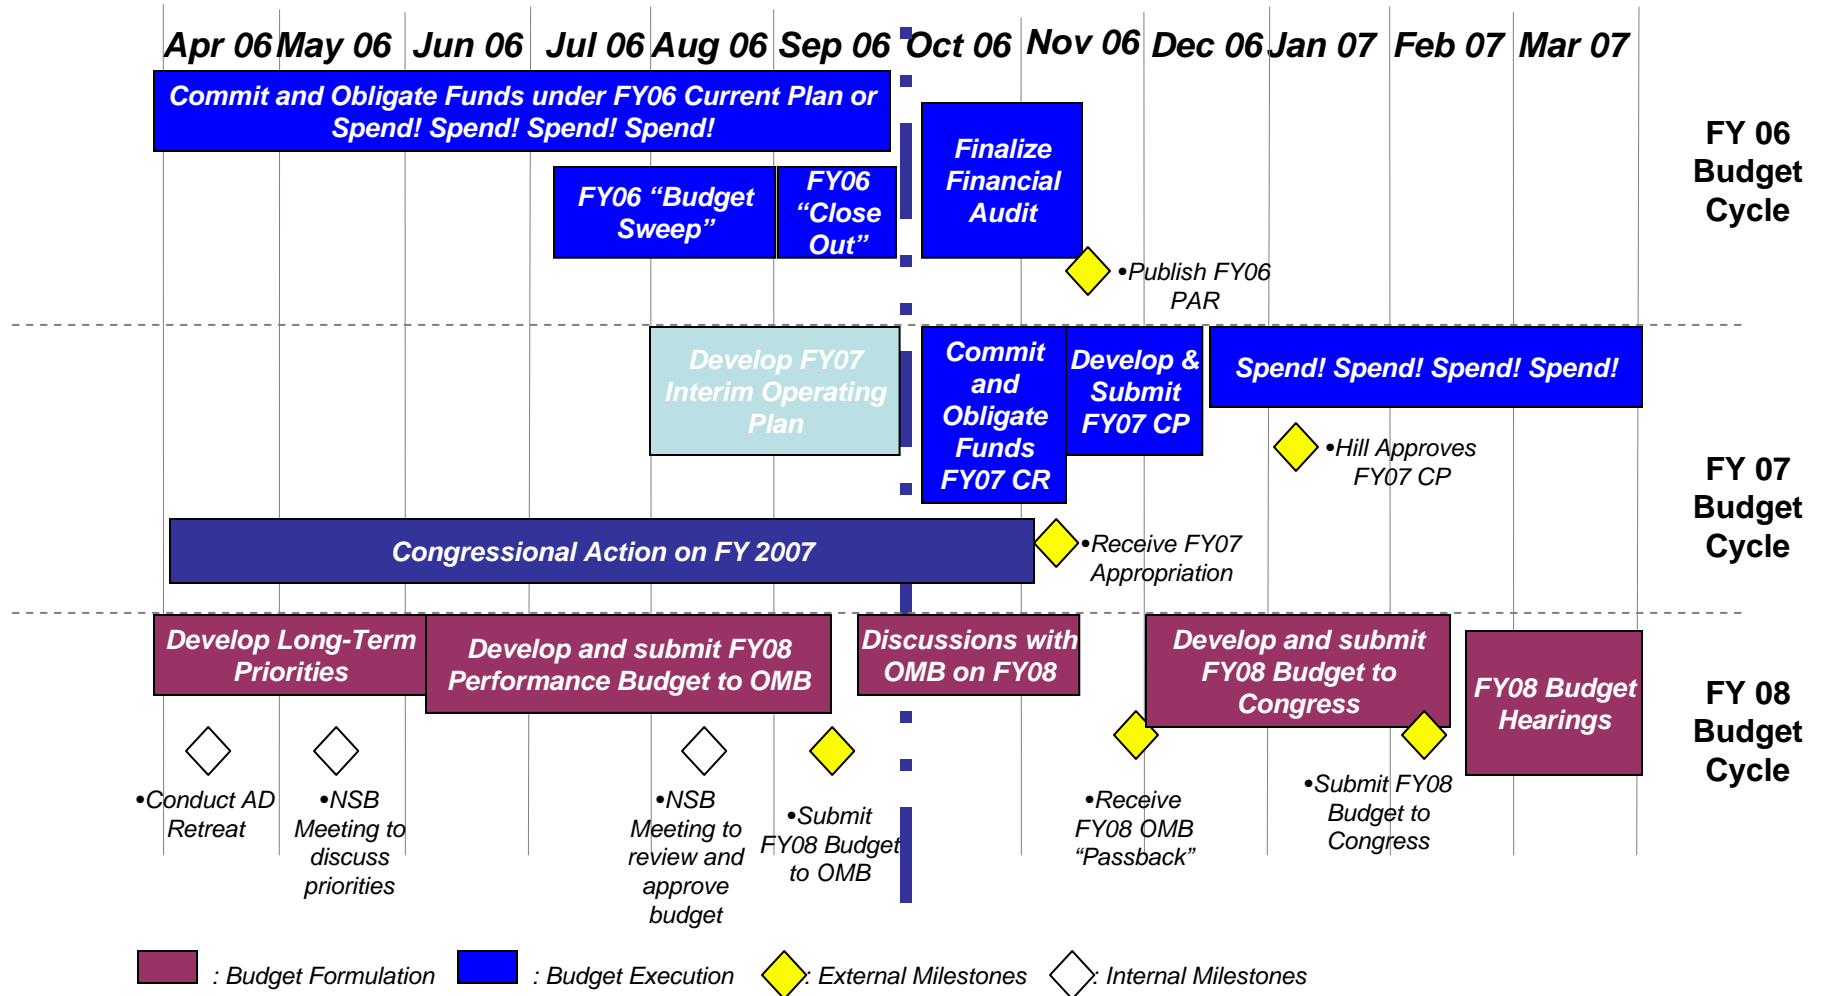 Apr 06 May 06 Jun 06 Jul 06 Aug 06 Sep 06 Oct 06 Nov 06 Dec 06 Jan 07 Feb 07 Mar 07
Commit and Obligate Funds under FY06 Current Plan or
Spend! Spend! Spend! Spend!
FY06 “Budget
Sweep”
FY06
“Close
Out”
Finalize
Financial
Audit
•Publish FY06
PAR
FY 06
Budget
Cycle
Develop FY07
Interim Operating
Plan
Commit
and
Obligate
Funds
FY07 CR
Develop &
Submit
FY07 CP
Spend! Spend! Spend! Spend!
•Hill Approves
FY07 CP
Congressional Action on FY 2007
•Receive FY07
Appropriation
FY 07
Budget
Cycle
Develop Long-Term
Priorities
Develop and submit FY08
Performance Budget to OMB
Discussions with
OMB on FY08
Develop and submit
FY08 Budget to
Congress
FY08 Budget
Hearings
•Conduct AD
Retreat
•NSB
Meeting to
discuss
priorities
•NSB
Meeting to
review and
approve
budget
•Submit
FY08 Budget
to OMB
•Receive
FY08 OMB
“Passback”
•Submit FY08
Budget to
Congress
FY 08
Budget
Cycle
: Budget Formulation
: Budget Execution
: External Milestones
: Internal Milestones